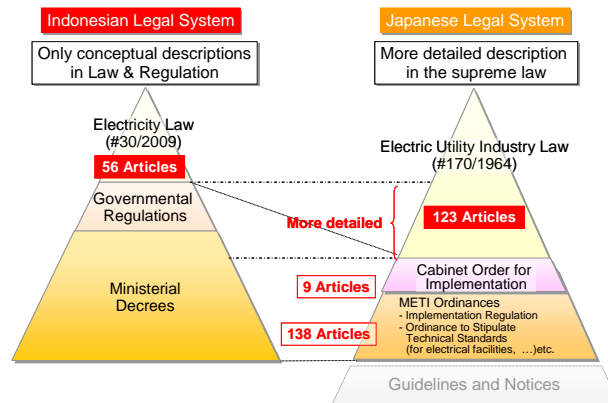 Indonesian Legal System
Japanese Legal System
Only conceptual descriptions
in Law & Regulation
More detailed description
in the supreme law
Electricity Law
(#30/2009)
56 Articles
Governmental
Regulations
Ministerial
Decrees
More detailed
Electric Utility Industry Law
(#170/1964)
123 Articles
9 Articles
Cabinet Order for
Implementation
138 Articles
METI Ordinances
- Implementation Regulation
- Ordinance to Stipulate
Technical Standards
(for electrical facilities, …)etc.
Guidelines and Notices